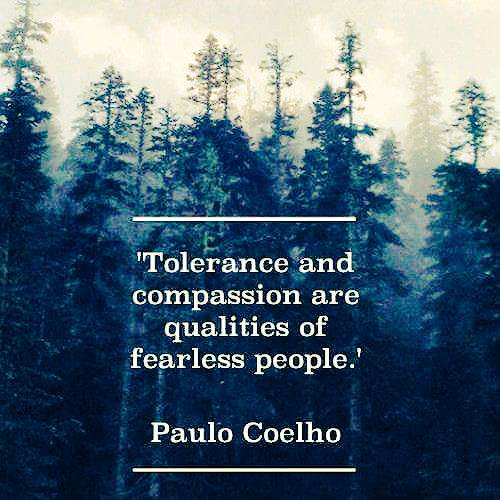 "Tolerance and
compassion are
qualities of
fearless people.'
Paulo Coelho